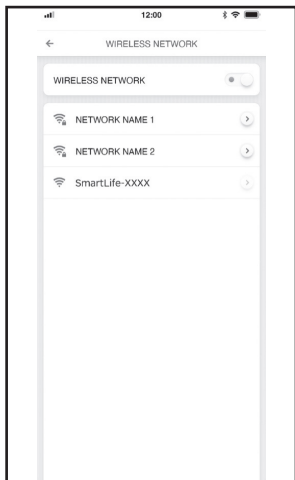 12:00
WIRELESS NETWORK
WIRELESS NETWORK
NETWORK NAME 1
NETWORK NAME 2
SmartLife-XXXX